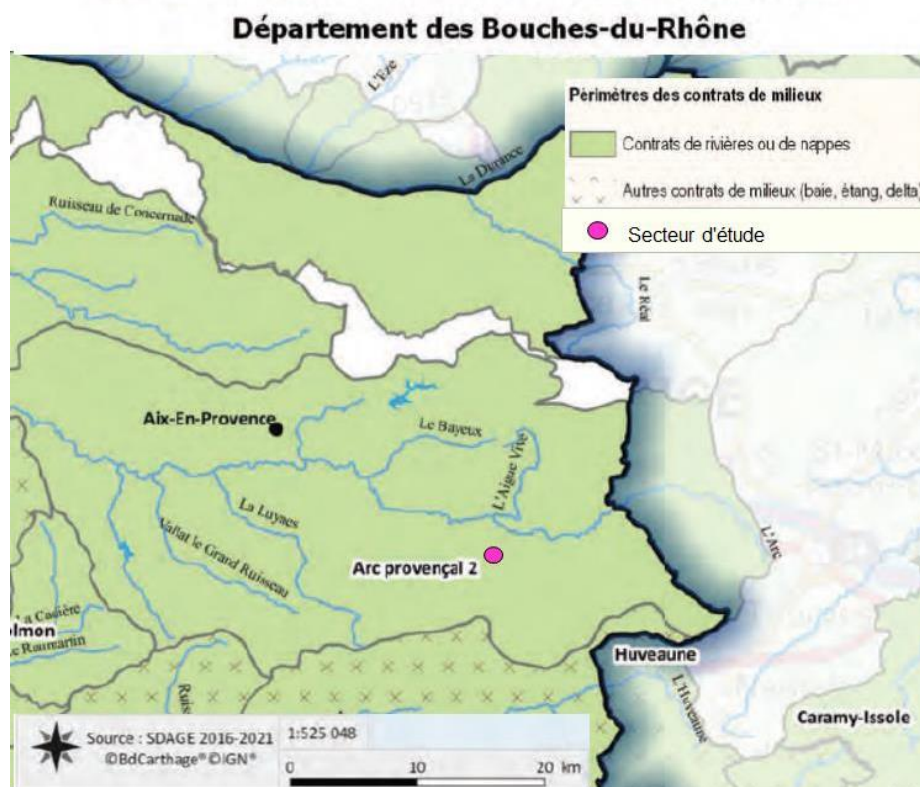 Département des Bouches-du-Rhône
L'Eze
Périmètres des contrats de milieux
Contrats de rivières ou de nappes
Autres contrats de milieux (baie, étang, delta)
Secteur d'étude
La Durance
Ruisseau de Concernade
Le Réal
Aix-En-Provence
Le Bayeux
L'Aigue Vive
La Luynes
Vallat le Grand Ruisseau
L'Arc
Arc provençal 2
La Cadière
olmon
Raumartin
Huveaune
L'Huveaune
Caramy-Issole
Source : SDAGE 2016-2021
©BdCarthage®©IGN®
1:525 048
0 10 20 km